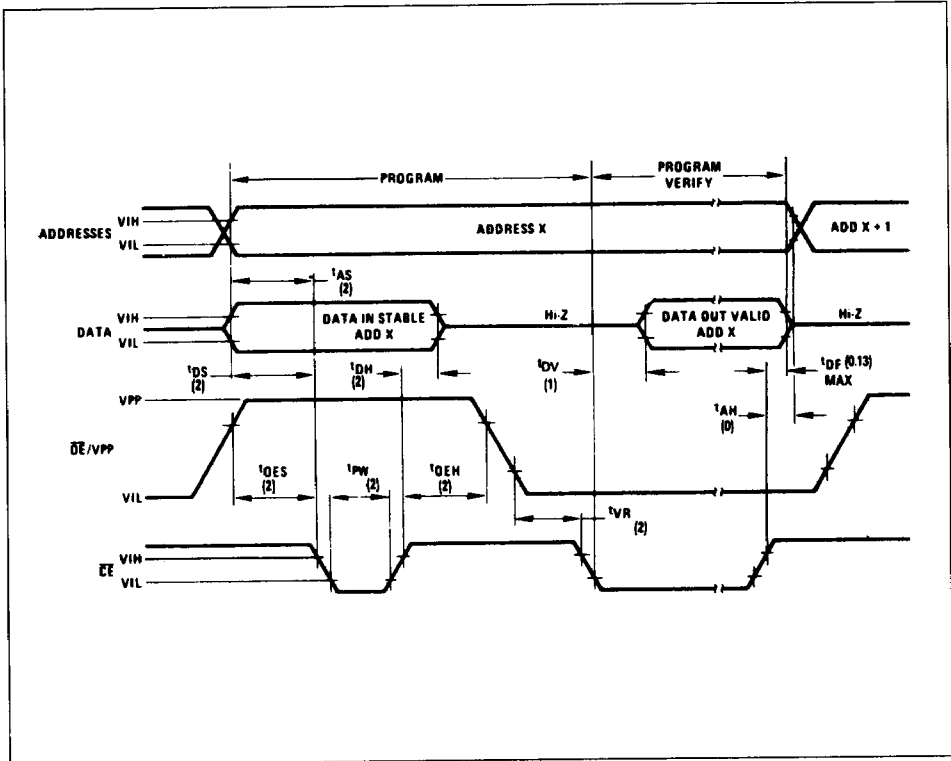 PROGRAM
PROGRAM
VERIFY
ADDRESSES
VIH
VIL
ADDRESS X
ADD X + 1
tAS
(2)
DATA
VIH
VIL
DATA IN STABLE
ADD X
Hi-Z
DATA OUT VALID
ADD X
Hi-Z
tDS
(2)
tDH
(2)
tDV
(1)
tDF (0.13)
MAX
tAH
(0)
VPP
OE/VPP
VIL
tOES
(2)
tPW
(2)
tOEH
(2)
tVR
(2)
CE
VIH
VIL